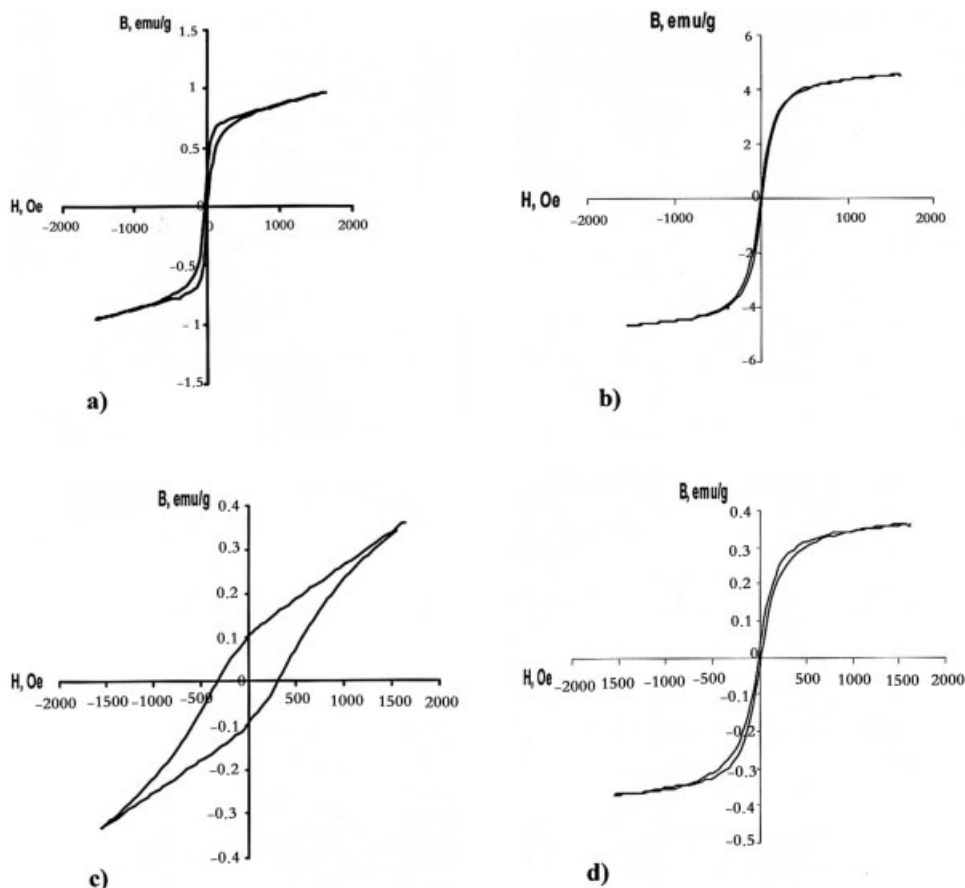 B, emu/g
1.5
1
0.5
H, Oe
0
−2000 −1000 0 1000 2000
−0.5
− 1
−1.5
a)
B, emu/g
6
4
2
H, Oe
0
−2000 −1000 1000 2000
−2
−4
−6
b)
B, emu/g
0.4
0.3
0.2
0.1
H, Oe
0
−2000 −1500 −1000 −500 500 1000 1500 2000
−0.1
−0.2
−0.3
−0.4
c)
B, emu/g
0.4
0.3
0.2
0.1
0
H, Oe
−2000 1500 −1000 −500 500 1000 1500 2000
−0.1
−0.2
−0.3
−0.4
−0.5
d)